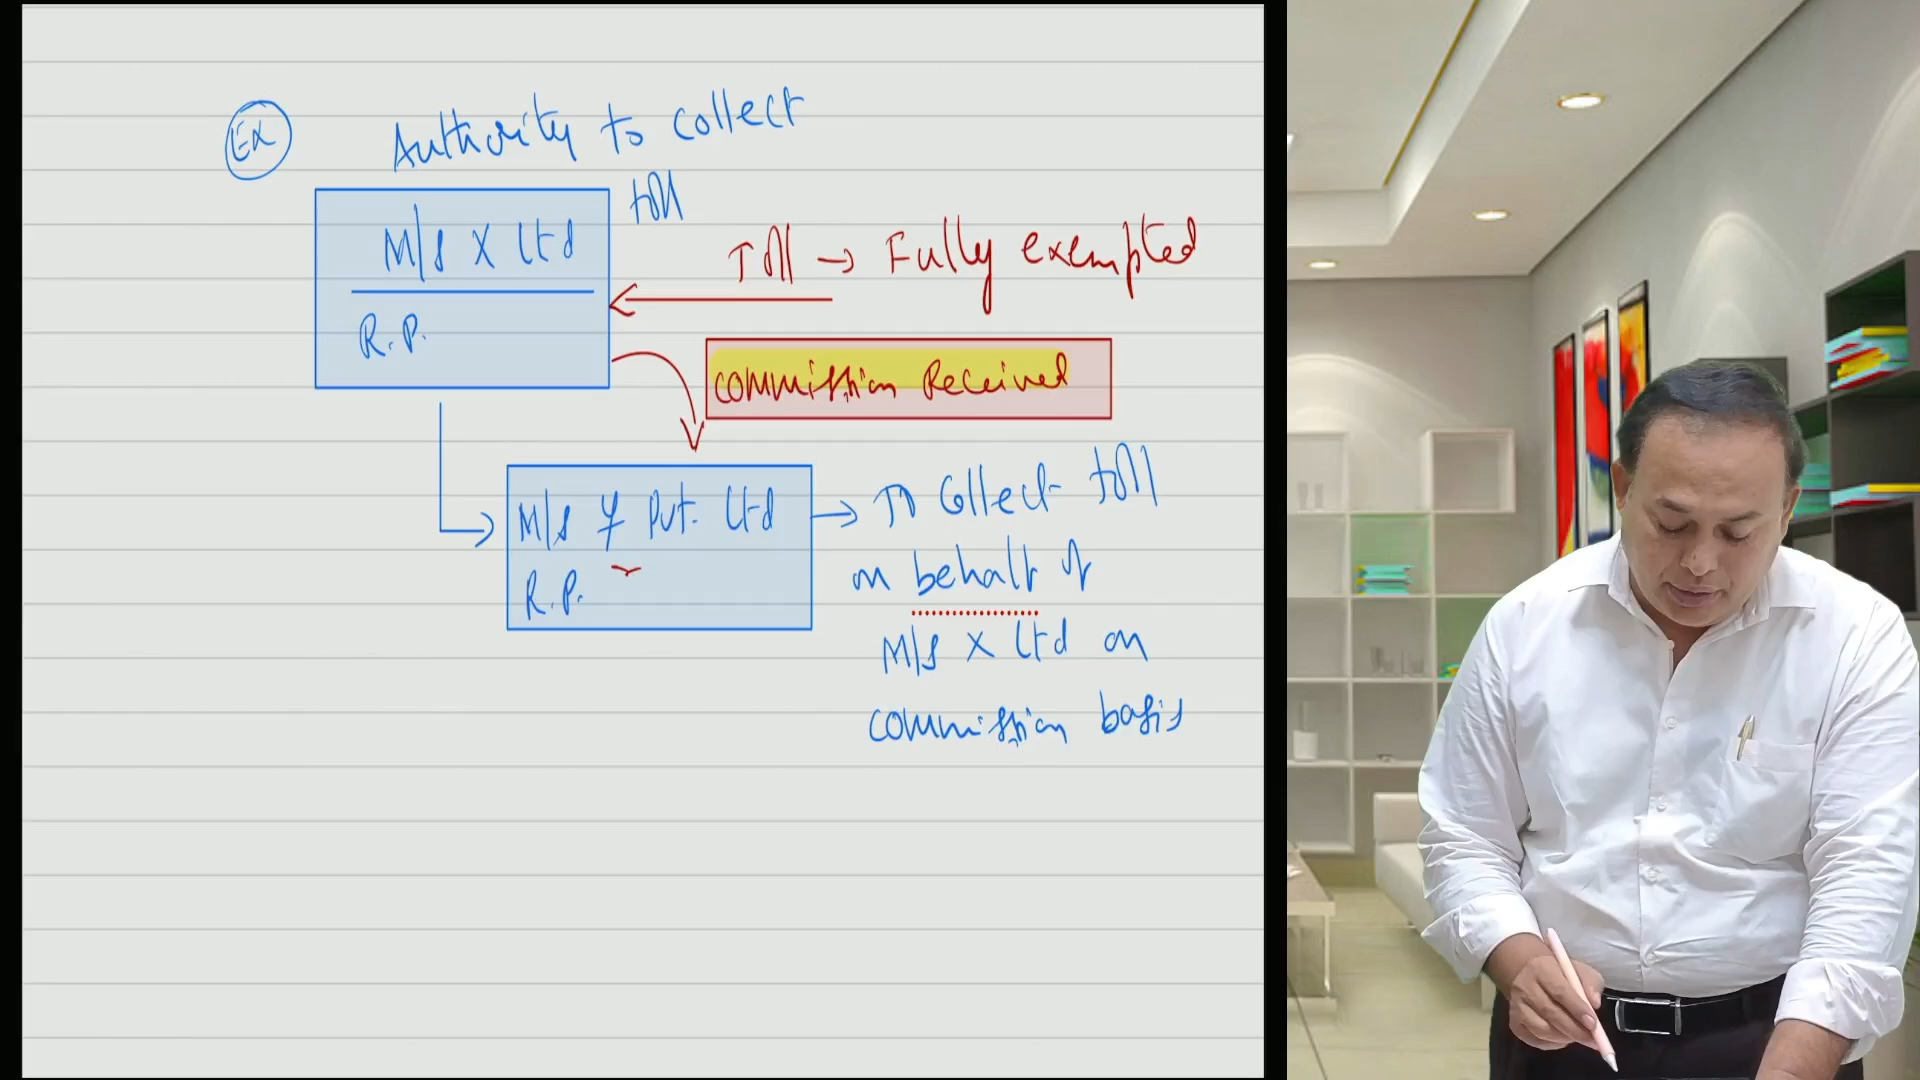 Ex
Authority to collect
toll
M/s X Ltd
R.P.
Toll → Fully exempted
commission Received
M/s Y Pvt. Ltd
R.P.
→ To collect toll
on behalf of
M/s X Ltd on
commission basis